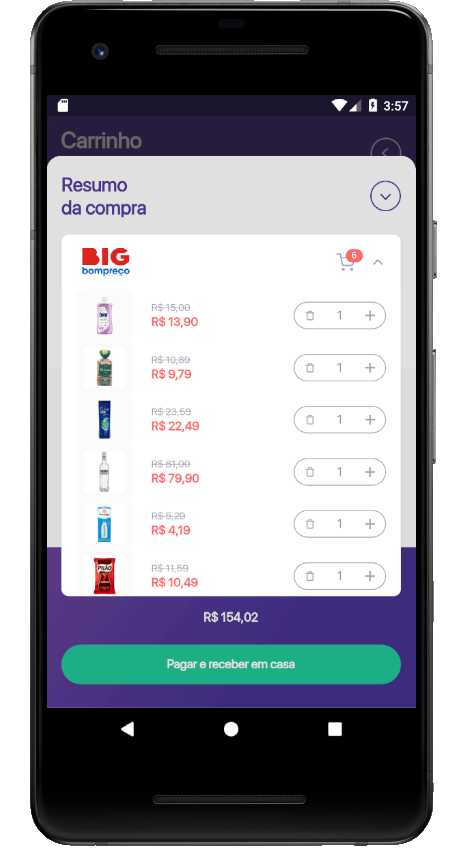 3:57
Carrinho
Resumo
da compra
BIG
bompreço
6
R$ 15,00
R$ 13,90
1
R$ 10,89
R$ 9,79
1
R$ 23,59
R$ 22,49
1
R$ 81,00
R$ 79,90
1
R$ 5,29
R$ 4,19
1
PILÃO
R$ 11,59
R$ 10,49
1
R$ 154,02
Pagar e receber em casa